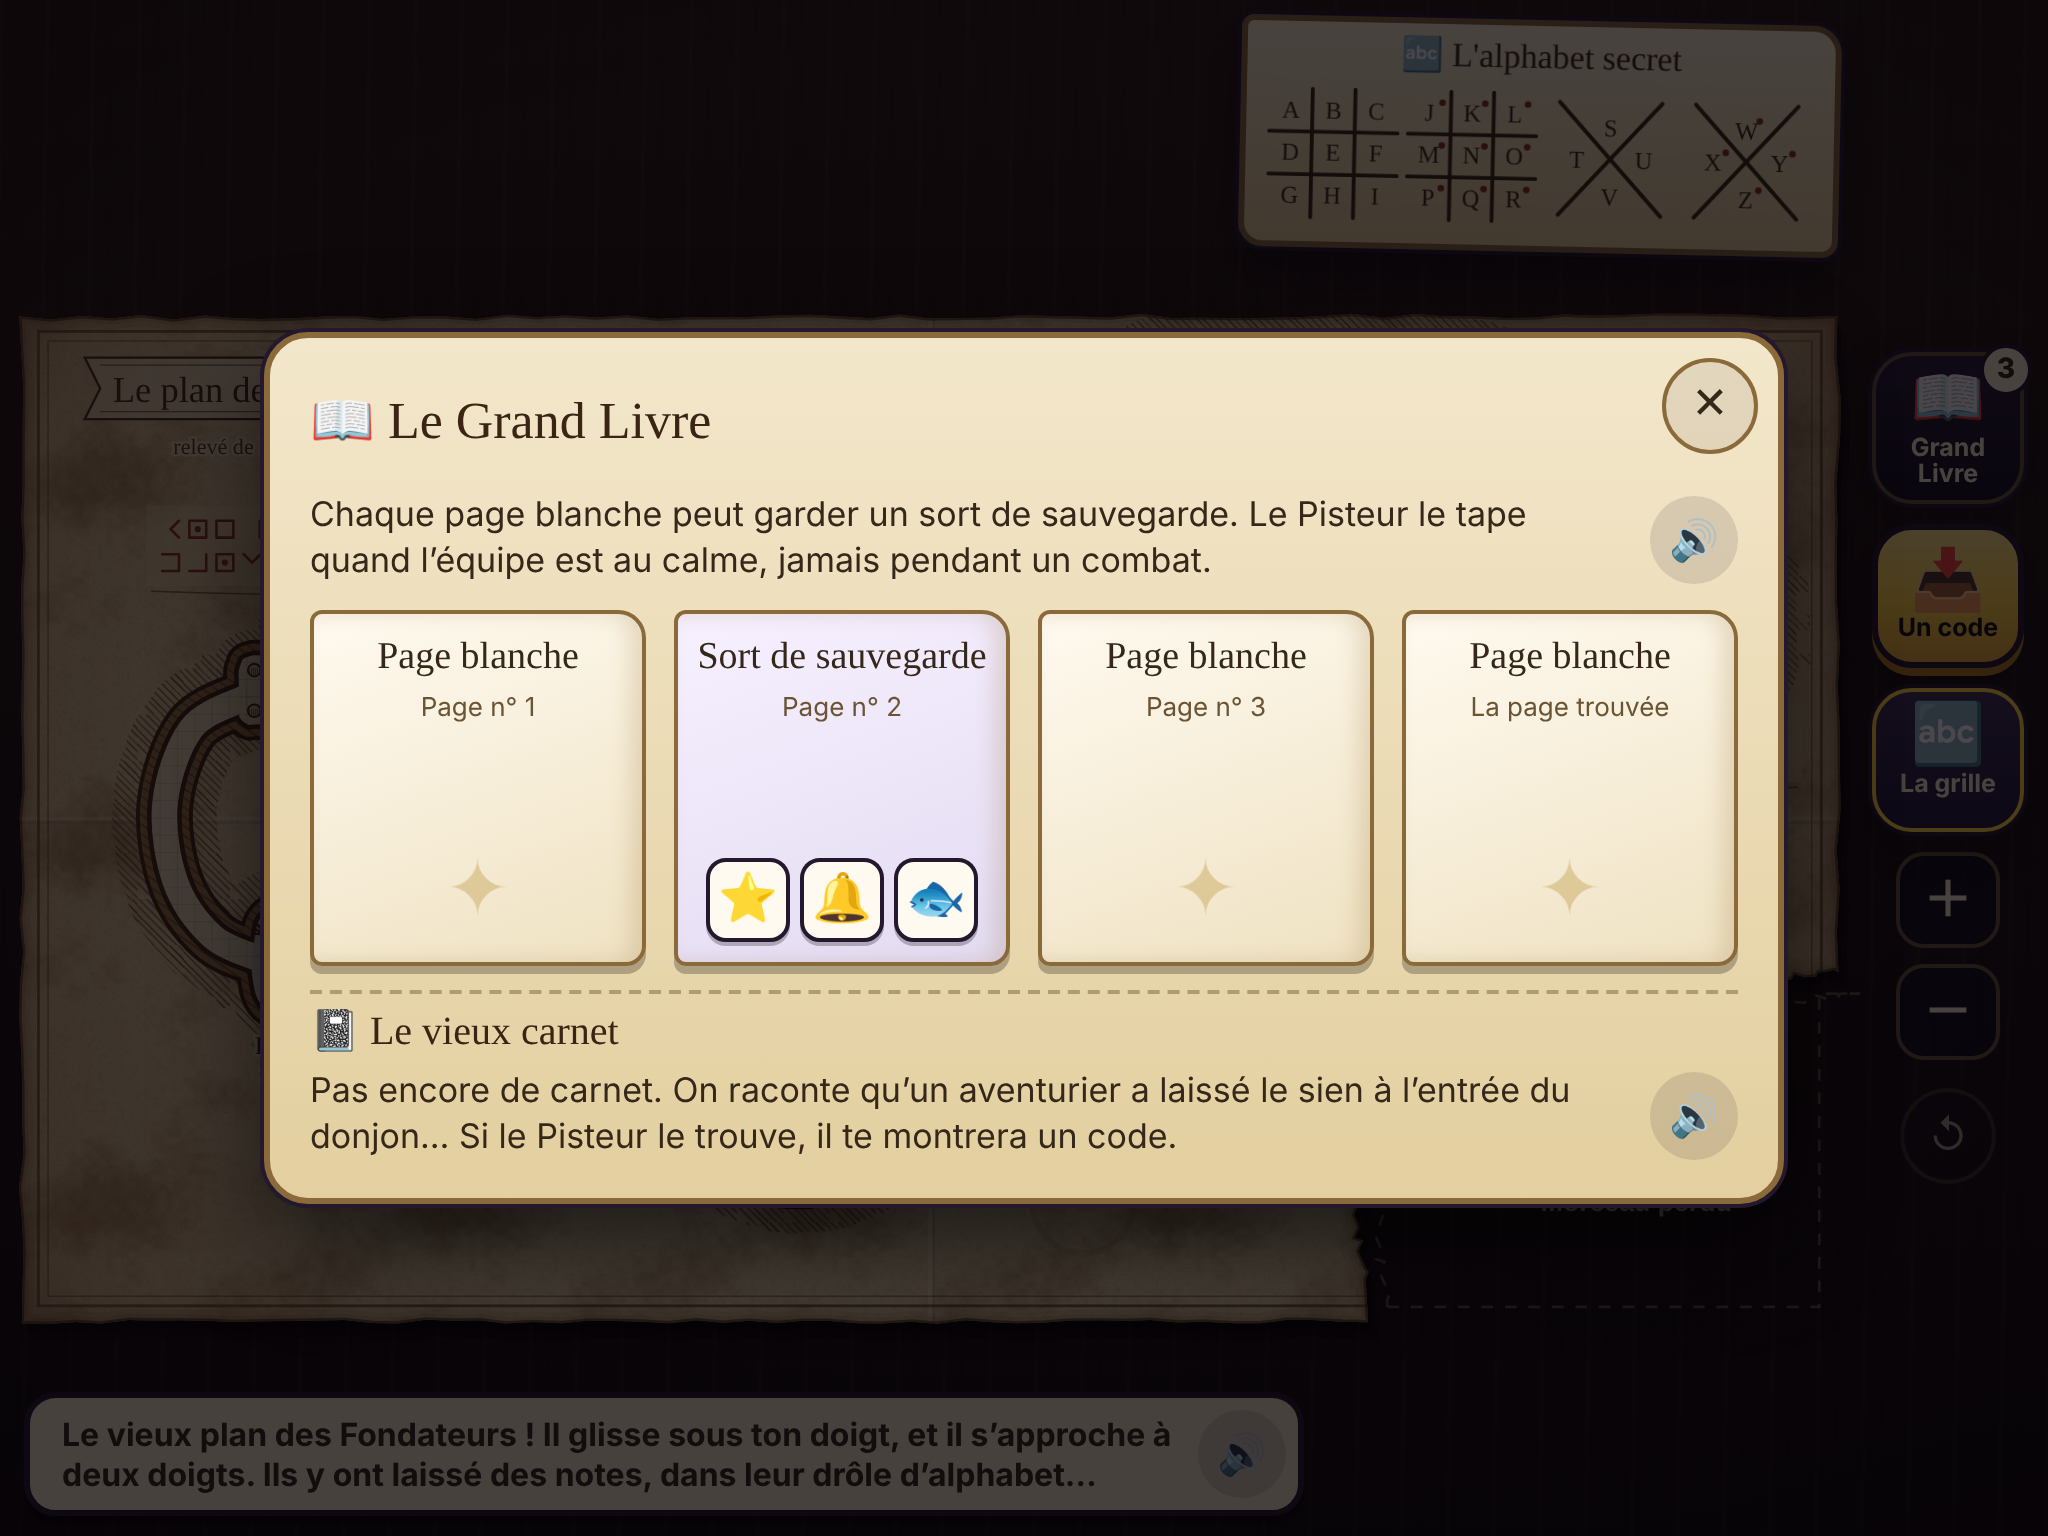 abc L'alphabet secret
A B C J K L S W
D E F M N O T U X Y
G H I P Q R V Z
Le plan de
relevé de
📖 Le Grand Livre
Chaque page blanche peut garder un sort de sauvegarde. Le Pisteur le tape
quand l’équipe est au calme, jamais pendant un combat.
Page blanche
Page n° 1
Sort de sauvegarde
Page n° 2
Page blanche
Page n° 3
Page blanche
La page trouvée
Le vieux carnet
Pas encore de carnet. On raconte qu’un aventurier a laissé le sien à l’entrée du
donjon… Si le Pisteur le trouve, il te montrera un code.
3
Grand
Livre
Un code
abc
La grille
Le vieux plan des Fondateurs ! Il glisse sous ton doigt, et il s’approche à
deux doigts. Ils y ont laissé des notes, dans leur drôle d’alphabet…